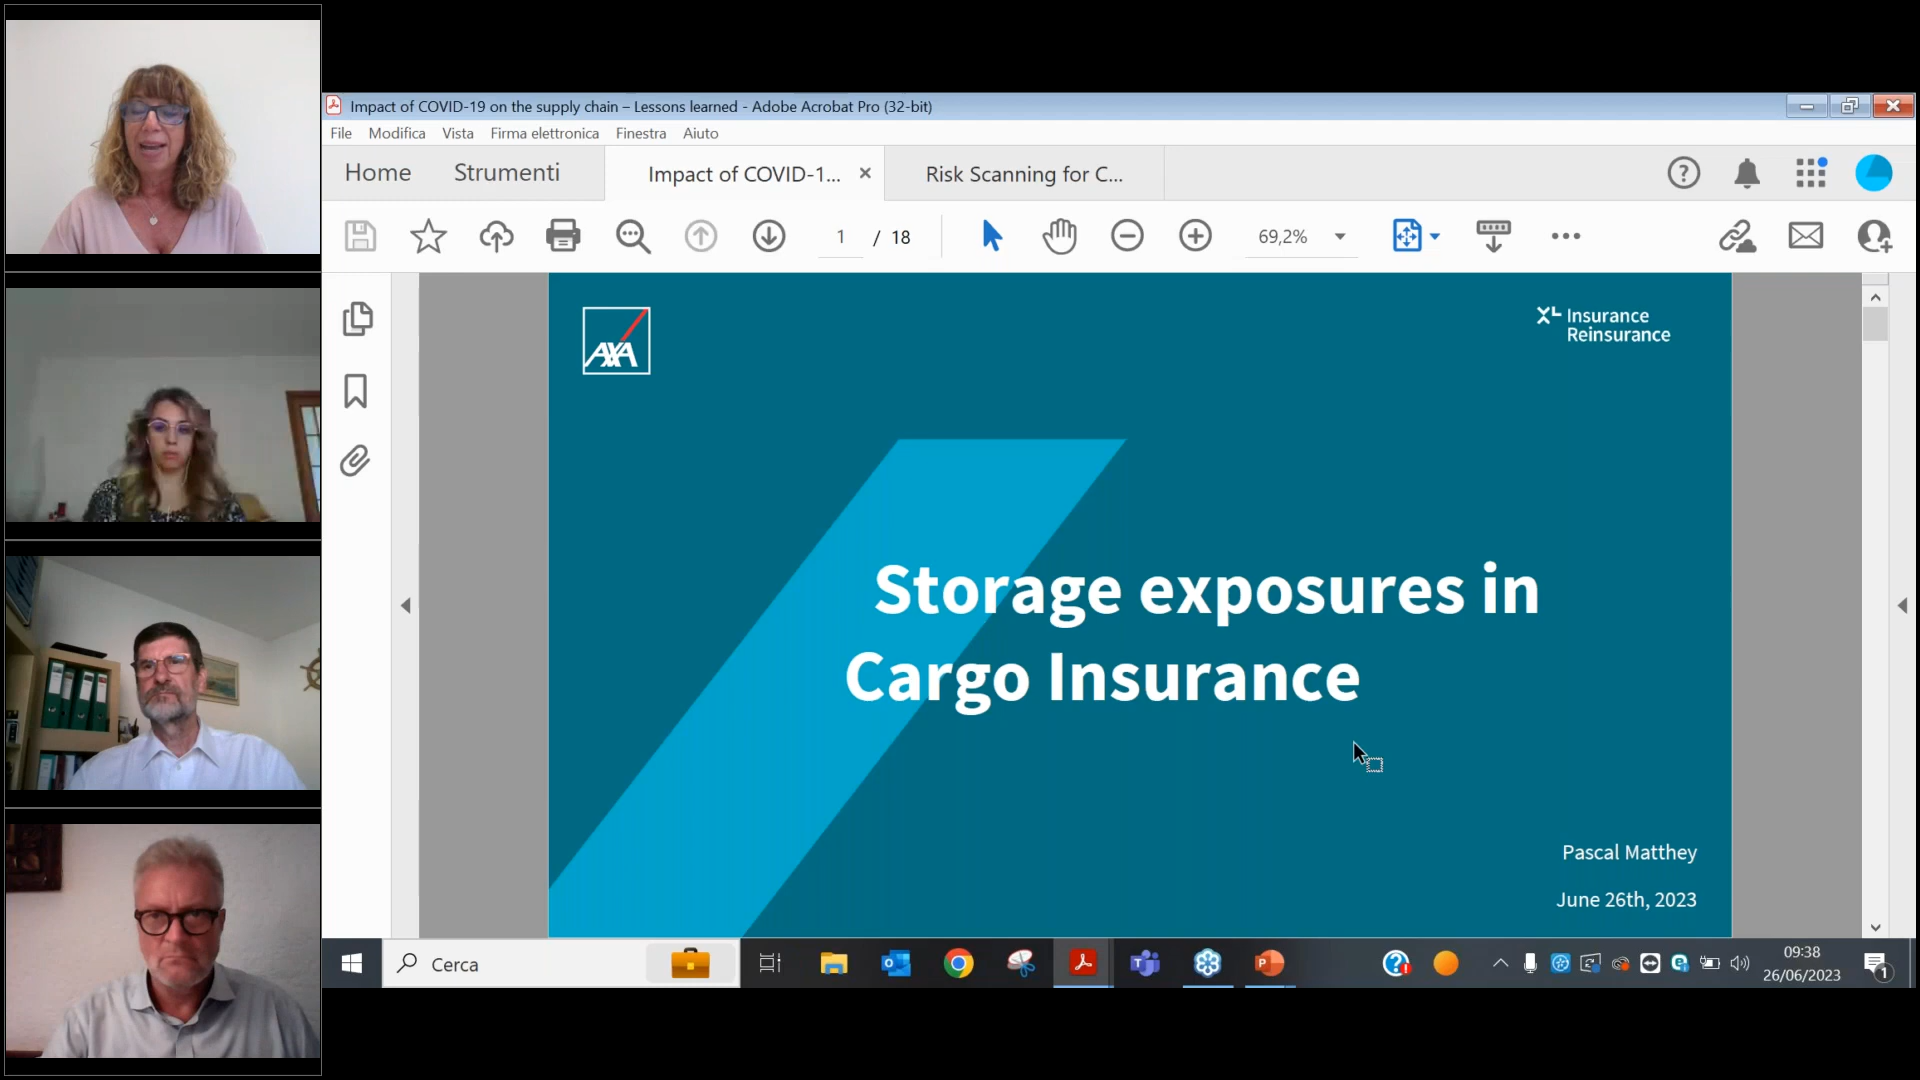 Impact of COVID-19 on the supply chain – Lessons learned - Adobe Acrobat Pro (32-bit)
File Modifica Vista Firma elettronica Finestra Aiuto
Home Strumenti Impact of COVID-1... Risk Scanning for C...
1 / 18 69,2%
AXA
XL Insurance
Reinsurance
Storage exposures in
Cargo Insurance
Pascal Matthey
June 26th, 2023
Cerca
09:38
26/06/2023
1